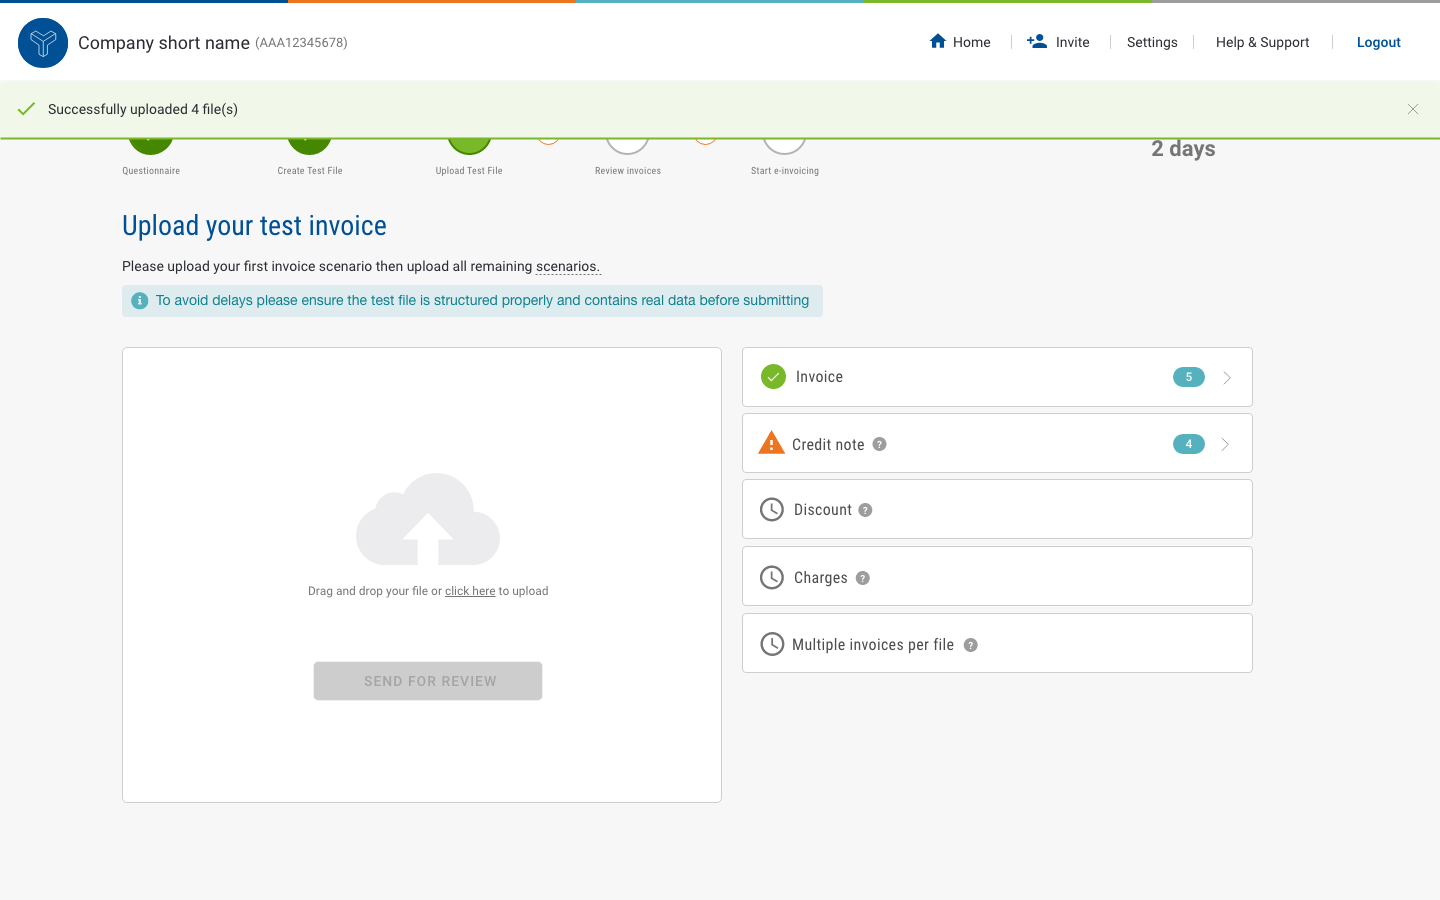 Company short name (AAA12345678)
Home
Invite
Settings
Help & Support
Logout
Successfully uploaded 4 file(s)
2 days
Questionnaire
Create Test File
Upload Test File
Review invoices
Start e-invoicing
Upload your test invoice
Please upload your first invoice scenario then upload all remaining scenarios.
To avoid delays please ensure the test file is structured properly and contains real data before submitting
Drag and drop your file or click here to upload
SEND FOR REVIEW
Invoice
5
Credit note ?
4
Discount ?
Charges ?
Multiple invoices per file ?